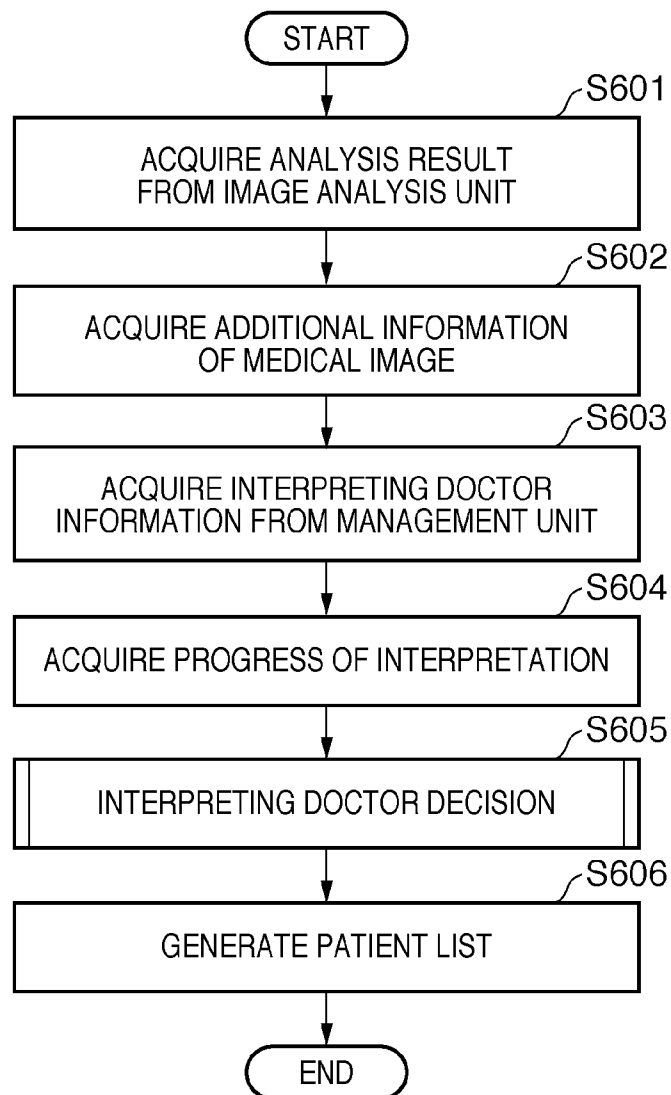 START
S601
ACQUIRE ANALYSIS RESULT
FROM IMAGE ANALYSIS UNIT
S602
ACQUIRE ADDITIONAL INFORMATION
OF MEDICAL IMAGE
S603
ACQUIRE INTERPRETING DOCTOR
INFORMATION FROM MANAGEMENT UNIT
S604
ACQUIRE PROGRESS OF INTERPRETATION
S605
INTERPRETING DOCTOR DECISION
S606
GENERATE PATIENT LIST
END